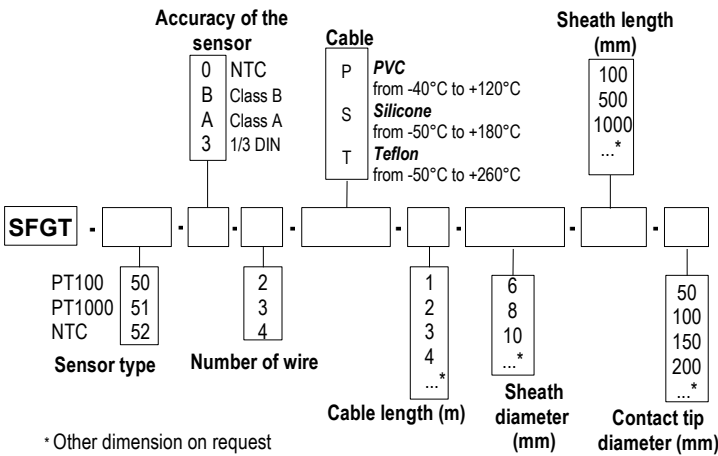 Accuracy of the
sensor
0 NTC
B Class B
A Class A
3 1/3 DIN
Cable
P PVC
from -40°C to +120°C
S Silicone
from -50°C to +180°C
T Teflon
from -50°C to +260°C
Sheath length
(mm)
100
500
1000
...*
SFGT - - - - - - -
PT100 50
PT1000 51
NTC 52
Sensor type
2
3
4
Number of wire
1
2
3
4
...*
Cable length (m)
6
8
10
...*
Sheath
diameter
(mm)
50
100
150
200
...*
Contact tip
diameter (mm)
* Other dimension on request